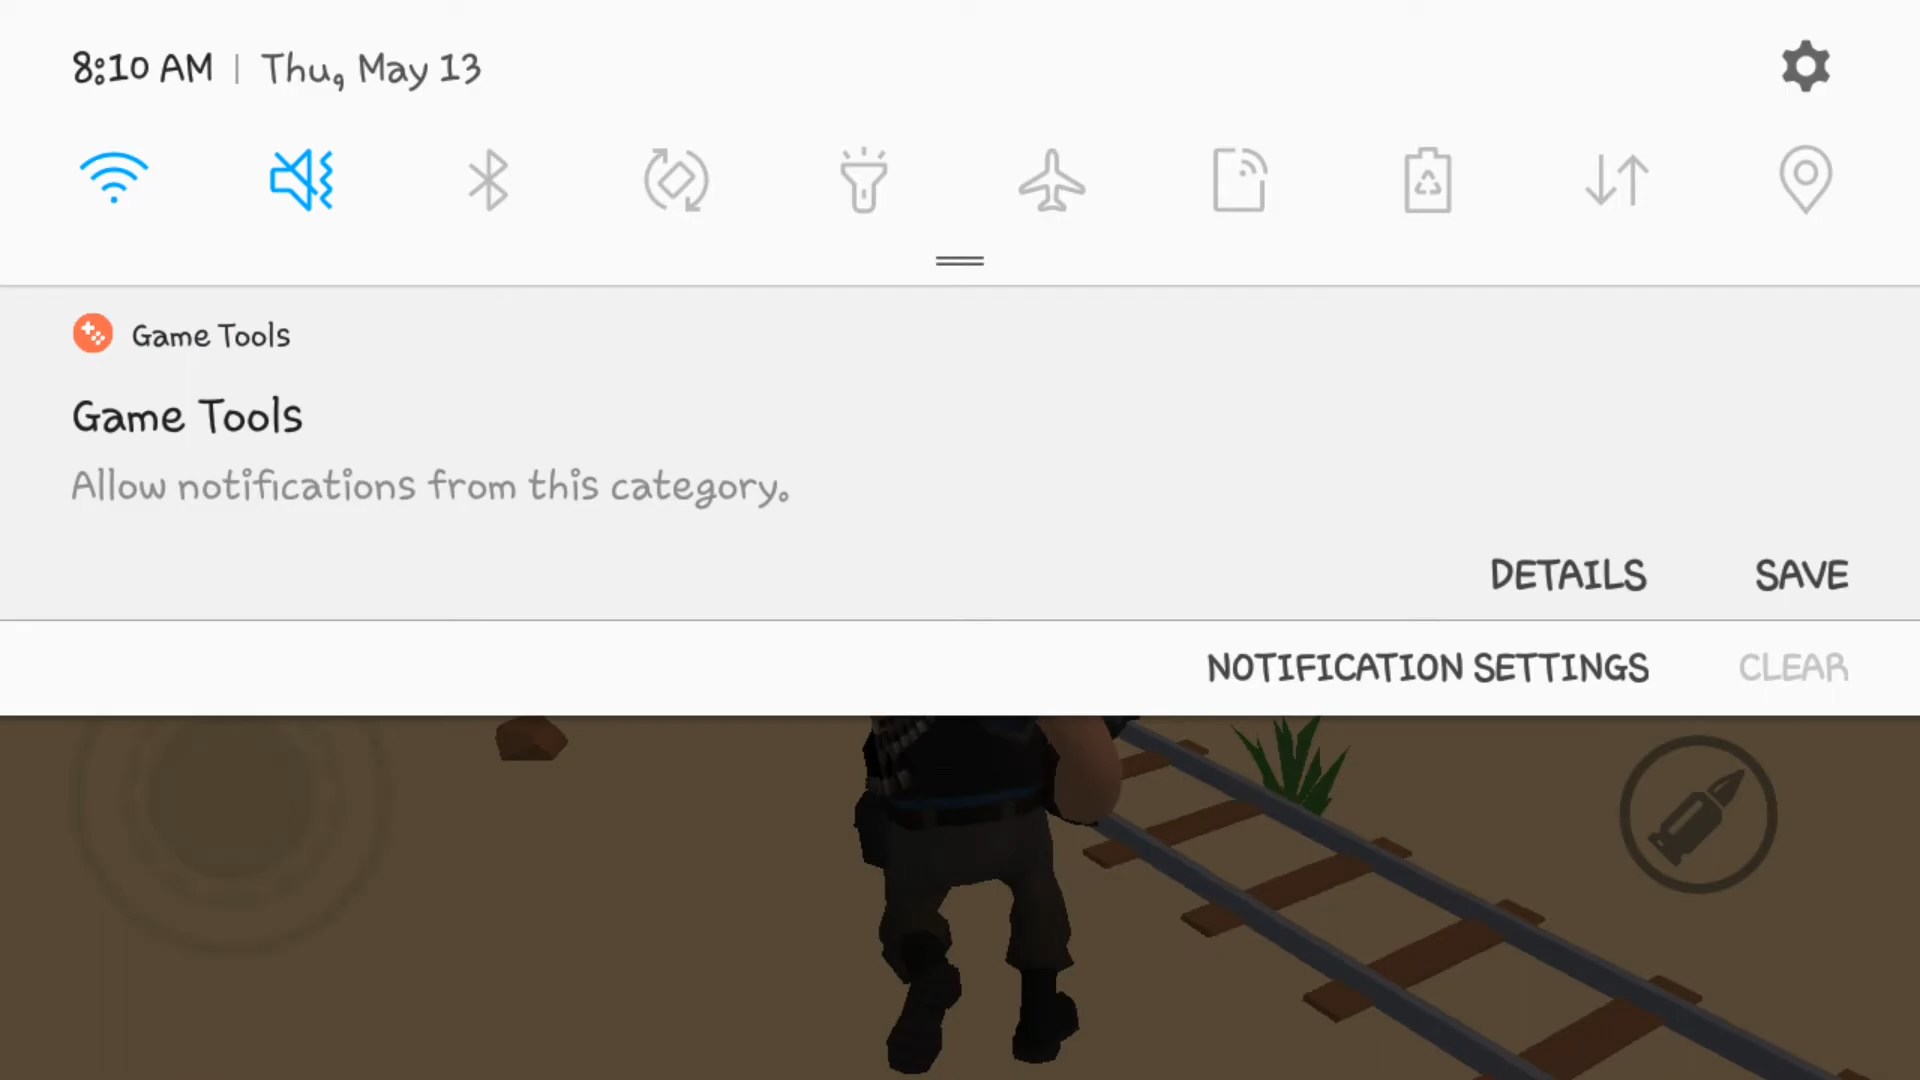 8:10 AM | Thu, May 13
Game Tools
Game Tools
Allow notifications from this category.
DETAILS SAVE
NOTIFICATION SETTINGS CLEAR